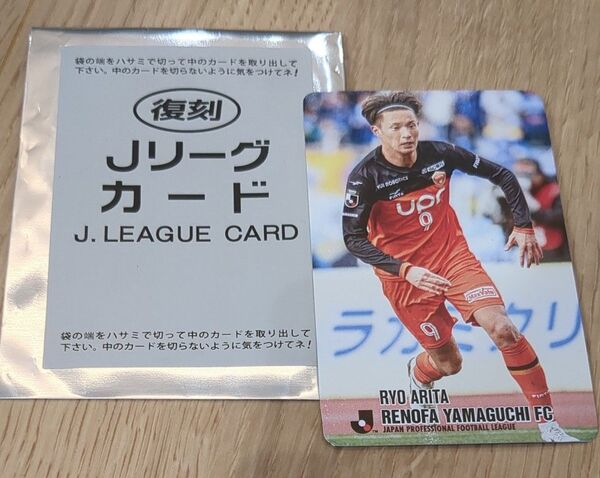 袋の端をハサミで切って中のカードを取り出して
下さい。中のカードを切らないように気をつけてネ!
復刻
Jリーグ
カード
J. LEAGUE CARD
袋の端をハサミで切って中のカードを取り出して
下さい。中のカードを切らないように気をつけてネ!
upr
9
9
RYO ARITA
RENOFA YAMAGUCHI FC
JAPAN PROFESSIONAL FOOTBALL LEAGUE